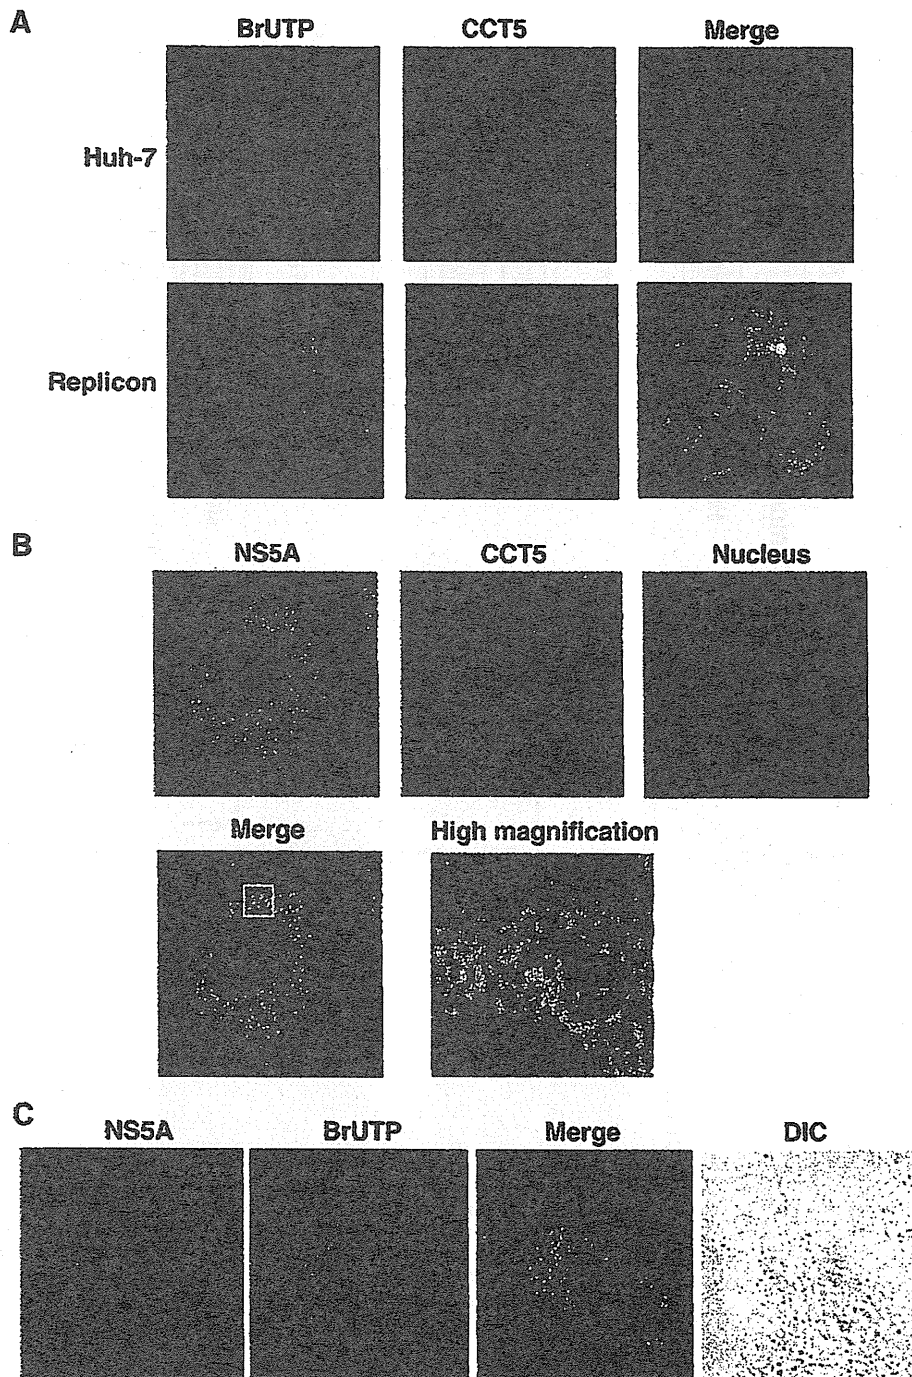 A
BrUTP CCT5 Merge
Huh-7
Replicon
B
NS5A CCT5 Nucleus
Merge High magnification
C
NS5A BrUTP Merge DIC